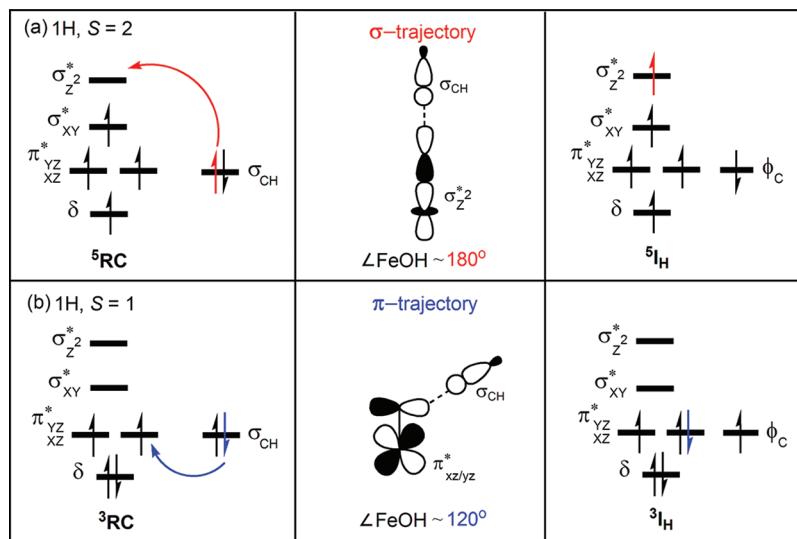 (a) 1H, S = 2
σ–trajectory
σ*Z²
σ*XY
π*YZ
XZ
σCH
δ
⁵RC
σCH
σ*Z²
∠FeOH ~ 180°
σ*Z²
σ*XY
π*YZ
XZ
ϕC
δ
⁵IH
(b) 1H, S = 1
π–trajectory
σ*Z²
σ*XY
π*YZ
XZ
σCH
δ
³RC
σCH
π*xz/yz
∠FeOH ~ 120°
σ*Z²
σ*XY
π*YZ
XZ
ϕC
δ
³IH